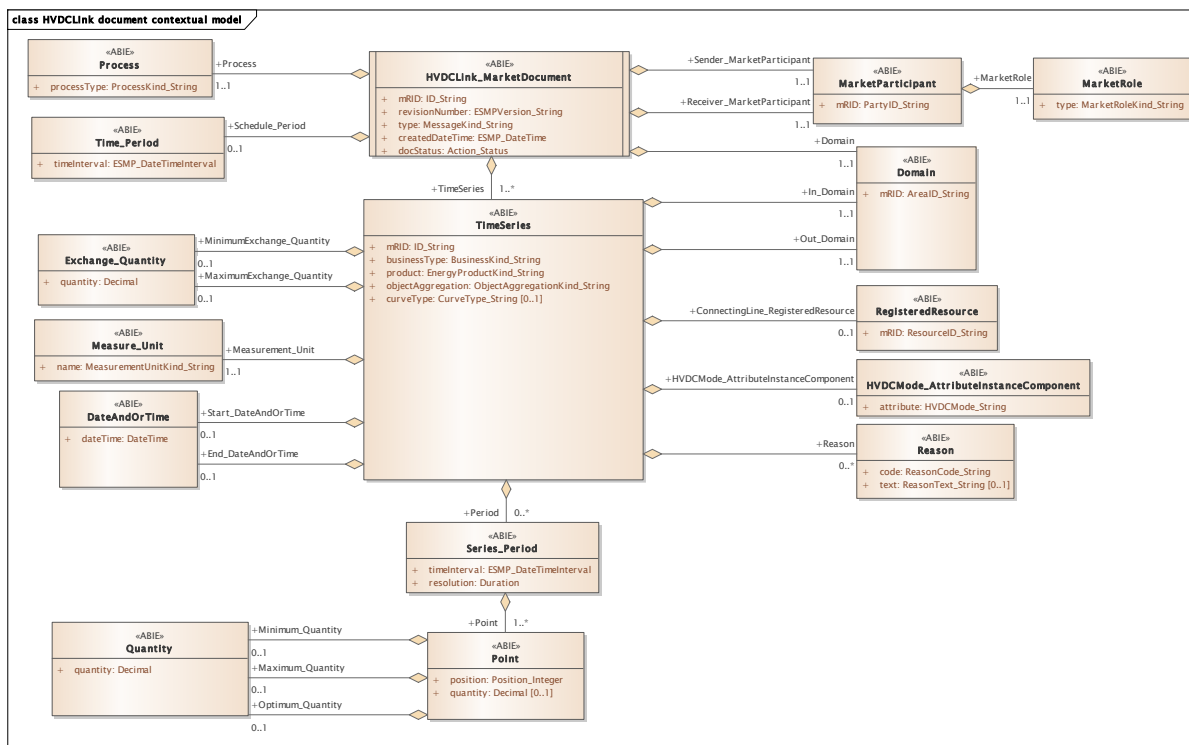 class HVDCLink document contextual model
«ABIE»
Process
+ processType: ProcessKind_String
+Process
1..1
«ABIE»
Time_Period
+ timeInterval: ESMP_DateTimeInterval
+Schedule_Period
0..1
«ABIE»
HVDCLink_MarketDocument
+ mRID: ID_String
+ revisionNumber: ESMPVersion_String
+ type: MessageKind_String
+ createdDateTime: ESMP_DateTime
+ docStatus: Action_Status
+Sender_MarketParticipant
1..1
+Receiver_MarketParticipant
1..1
«ABIE»
MarketParticipant
+ mRID: PartyID_String
+MarketRole
1..1
«ABIE»
MarketRole
+ type: MarketRoleKind_String
+Domain
1..1
+In_Domain
1..1
+Out_Domain
1..1
«ABIE»
Domain
+ mRID: AreaID_String
+TimeSeries
1..*
«ABIE»
TimeSeries
+ mRID: ID_String
+ businessType: BusinessKind_String
+ product: EnergyProductKind_String
+ objectAggregation: ObjectAggregationKind_String
+ curveType: CurveType_String [0..1]
«ABIE»
Exchange_Quantity
+ quantity: Decimal
+MinimumExchange_Quantity
0..1
+MaximumExchange_Quantity
0..1
«ABIE»
Measure_Unit
+ name: MeasurementUnitKind_String
+Measurement_Unit
1..1
«ABIE»
DateAndOrTime
+ dateTime: DateTime
+Start_DateAndOrTime
0..1
+End_DateAndOrTime
0..1
+ConnectingLine_RegisteredResource
0..1
«ABIE»
RegisteredResource
+ mRID: ResourceID_String
+HVDCMode_AttributeInstanceComponent
0..1
«ABIE»
HVDCMode_AttributeInstanceComponent
+ attribute: HVDCMode_String
+Reason
0..*
«ABIE»
Reason
+ code: ReasonCode_String
+ text: ReasonText_String [0..1]
+Period
0..*
«ABIE»
Series_Period
+ timeInterval: ESMP_DateTimeInterval
+ resolution: Duration
+Point
1..*
«ABIE»
Point
+ position: Position_Integer
+ quantity: Decimal [0..1]
«ABIE»
Quantity
+ quantity: Decimal
+Minimum_Quantity
0..1
+Maximum_Quantity
0..1
+Optimum_Quantity
0..1